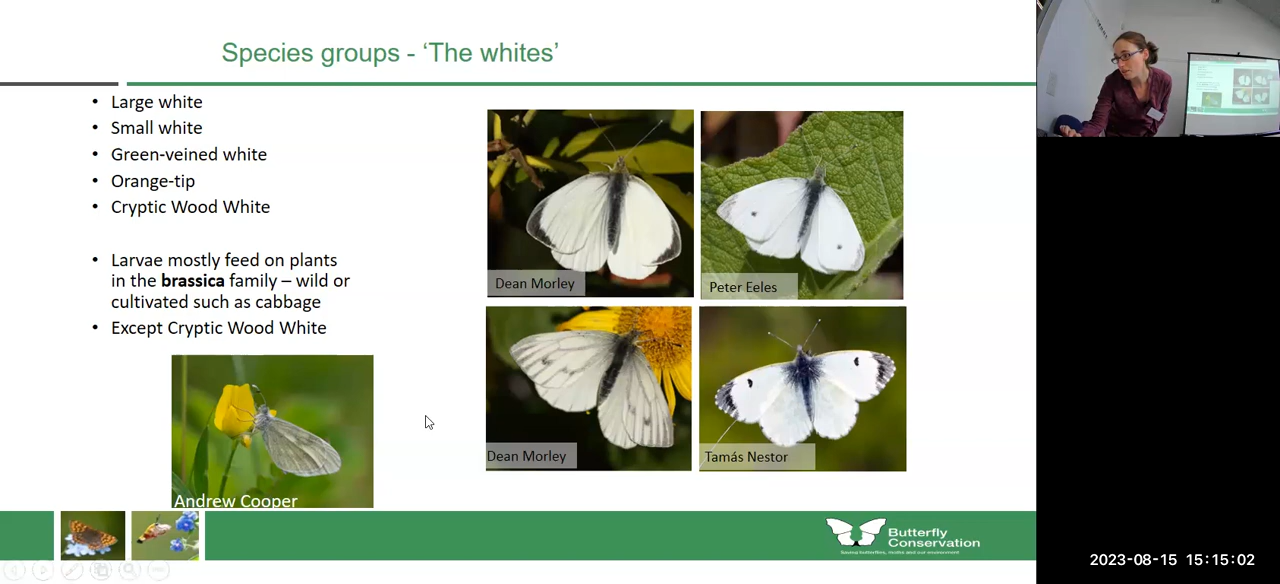 Species groups - ‘The whites’
• Large white
• Small white
• Green-veined white
• Orange-tip
• Cryptic Wood White
• Larvae mostly feed on plants
in the brassica family – wild or
cultivated such as cabbage
• Except Cryptic Wood White
Dean Morley
Peter Eeles
Dean Morley
Tamás Nestor
Andrew Cooper
Butterfly
Conservation
Saving butterflies, moths and our environment
2023-08-15 15:15:02